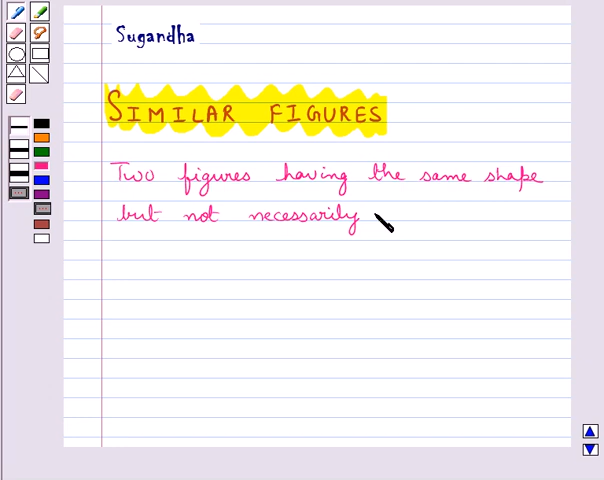 Sugandha
SIMILAR FIGURES
Two figures having the same shape
but not necessarily